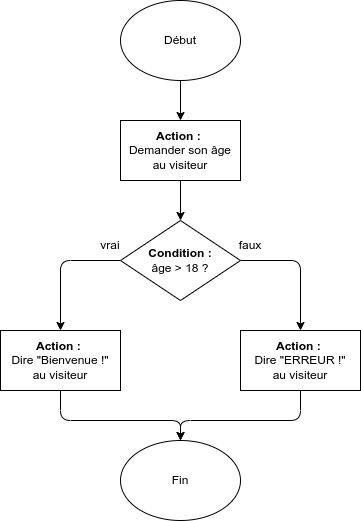 Début
Action :
Demander son âge
au visiteur
vrai
faux
Condition :
âge > 18 ?
Action :
Dire "Bienvenue !"
au visiteur
Action :
Dire "ERREUR !"
au visiteur
Fin